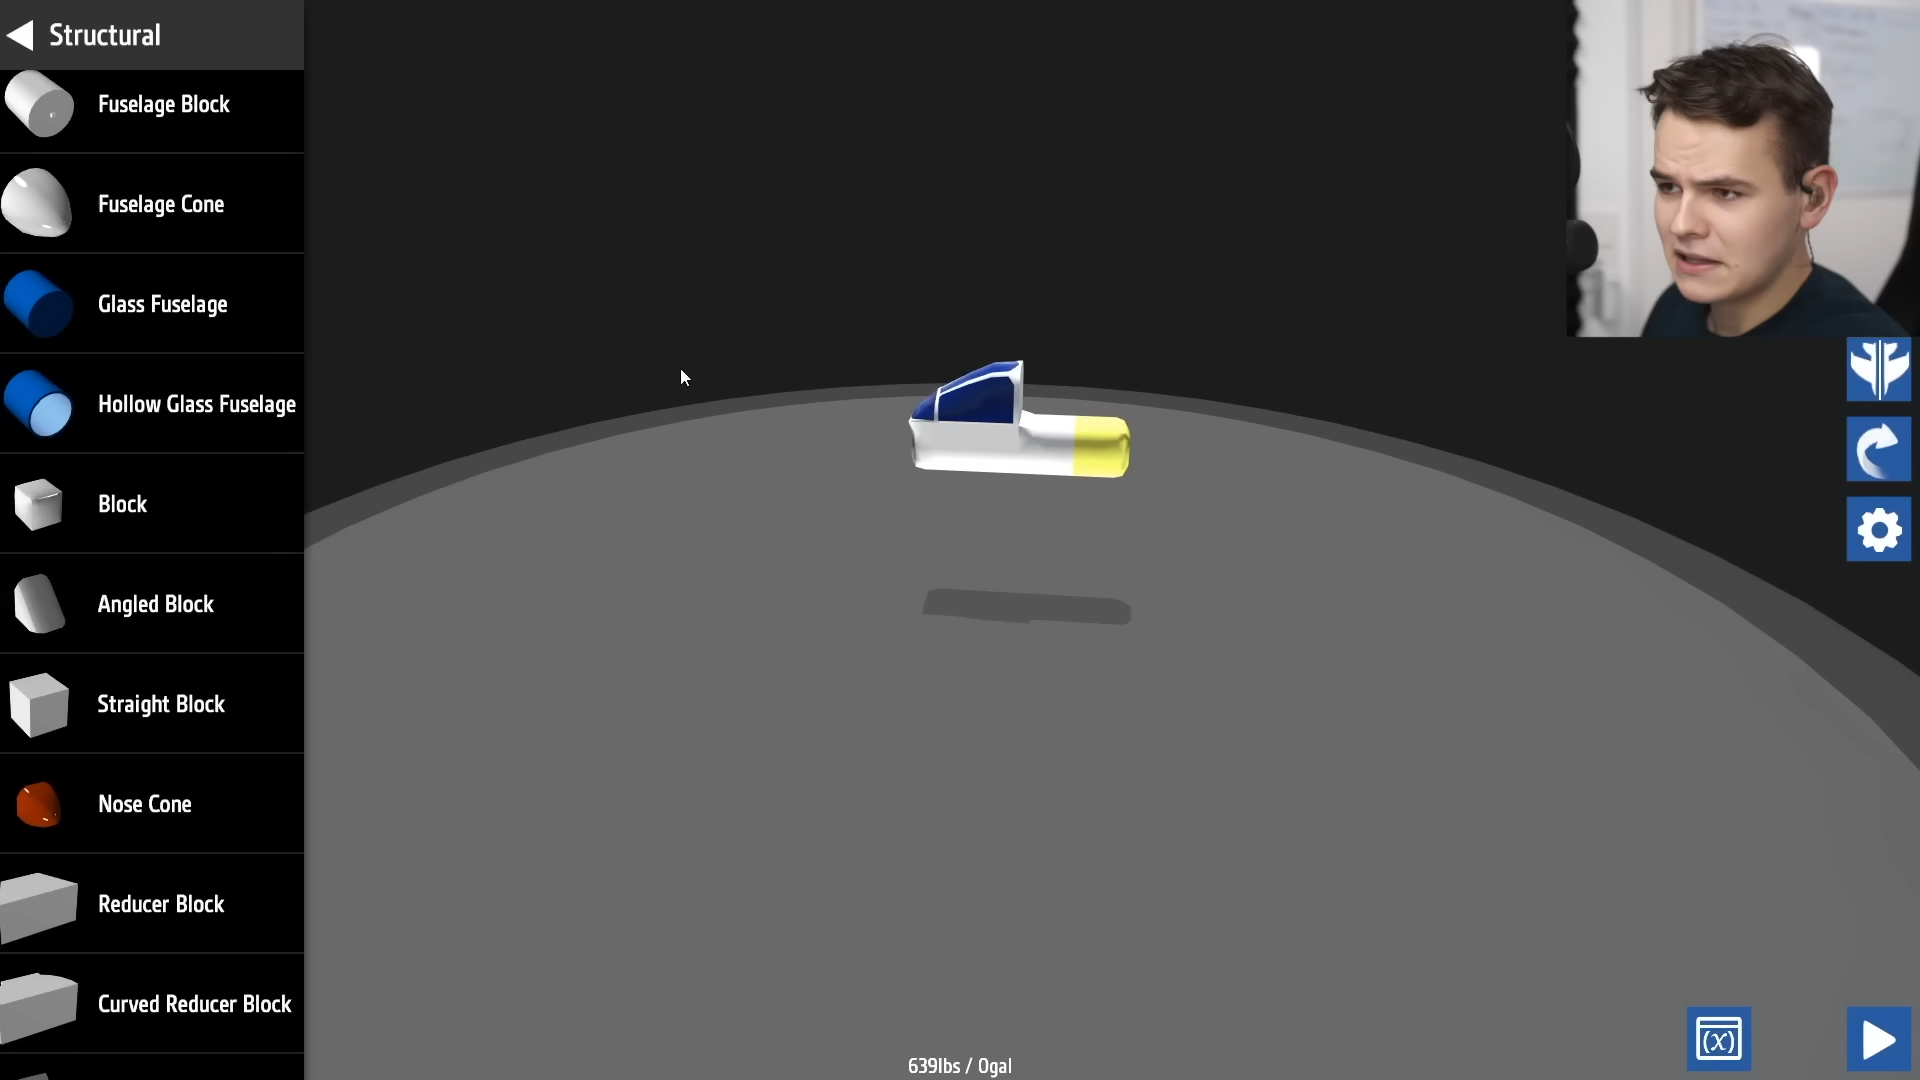 Structural
Fuselage Block
Fuselage Cone
Glass Fuselage
Hollow Glass Fuselage
Block
Angled Block
Straight Block
Nose Cone
Reducer Block
Curved Reducer Block
(x)
639lbs / 0gal